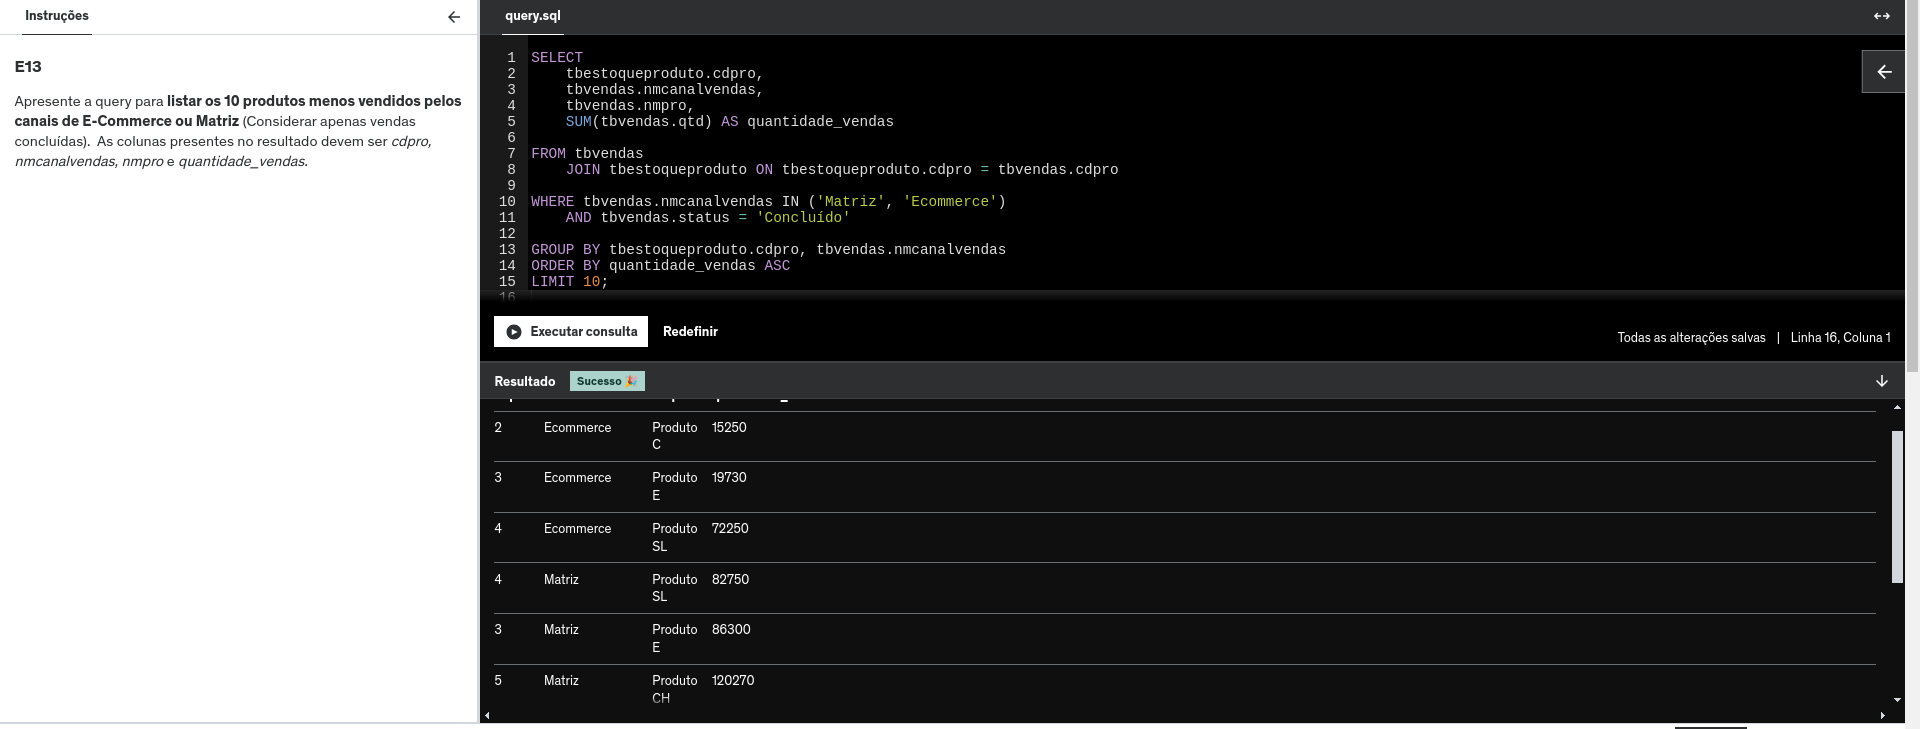 Instruções
E13
Apresente a query para listar os 10 produtos menos vendidos pelos
canais de E-Commerce ou Matriz (Considerar apenas vendas
concluídas).  As colunas presentes no resultado devem ser cdpro,
nmcanalvendas, nmpro e quantidade_vendas.
query.sql
1 SELECT
2     tbestoqueproduto.cdpro,
3     tbvendas.nmcanalvendas,
4     tbvendas.nmpro,
5     SUM(tbvendas.qtd) AS quantidade_vendas
6
7 FROM tbvendas
8     JOIN tbestoqueproduto ON tbestoqueproduto.cdpro = tbvendas.cdpro
9
10 WHERE tbvendas.nmcanalvendas IN ('Matriz', 'Ecommerce')
11     AND tbvendas.status = 'Concluído'
12
13 GROUP BY tbestoqueproduto.cdpro, tbvendas.nmcanalvendas
14 ORDER BY quantidade_vendas ASC
15 LIMIT 10;
16
Executar consulta Redefinir
Todas as alterações salvas | Linha 16, Coluna 1
Resultado Sucesso 🎉
2 Ecommerce Produto 15250
C
3 Ecommerce Produto 19730
E
4 Ecommerce Produto 72250
SL
4 Matriz Produto 82750
SL
3 Matriz Produto 86300
E
5 Matriz Produto 120270
CH